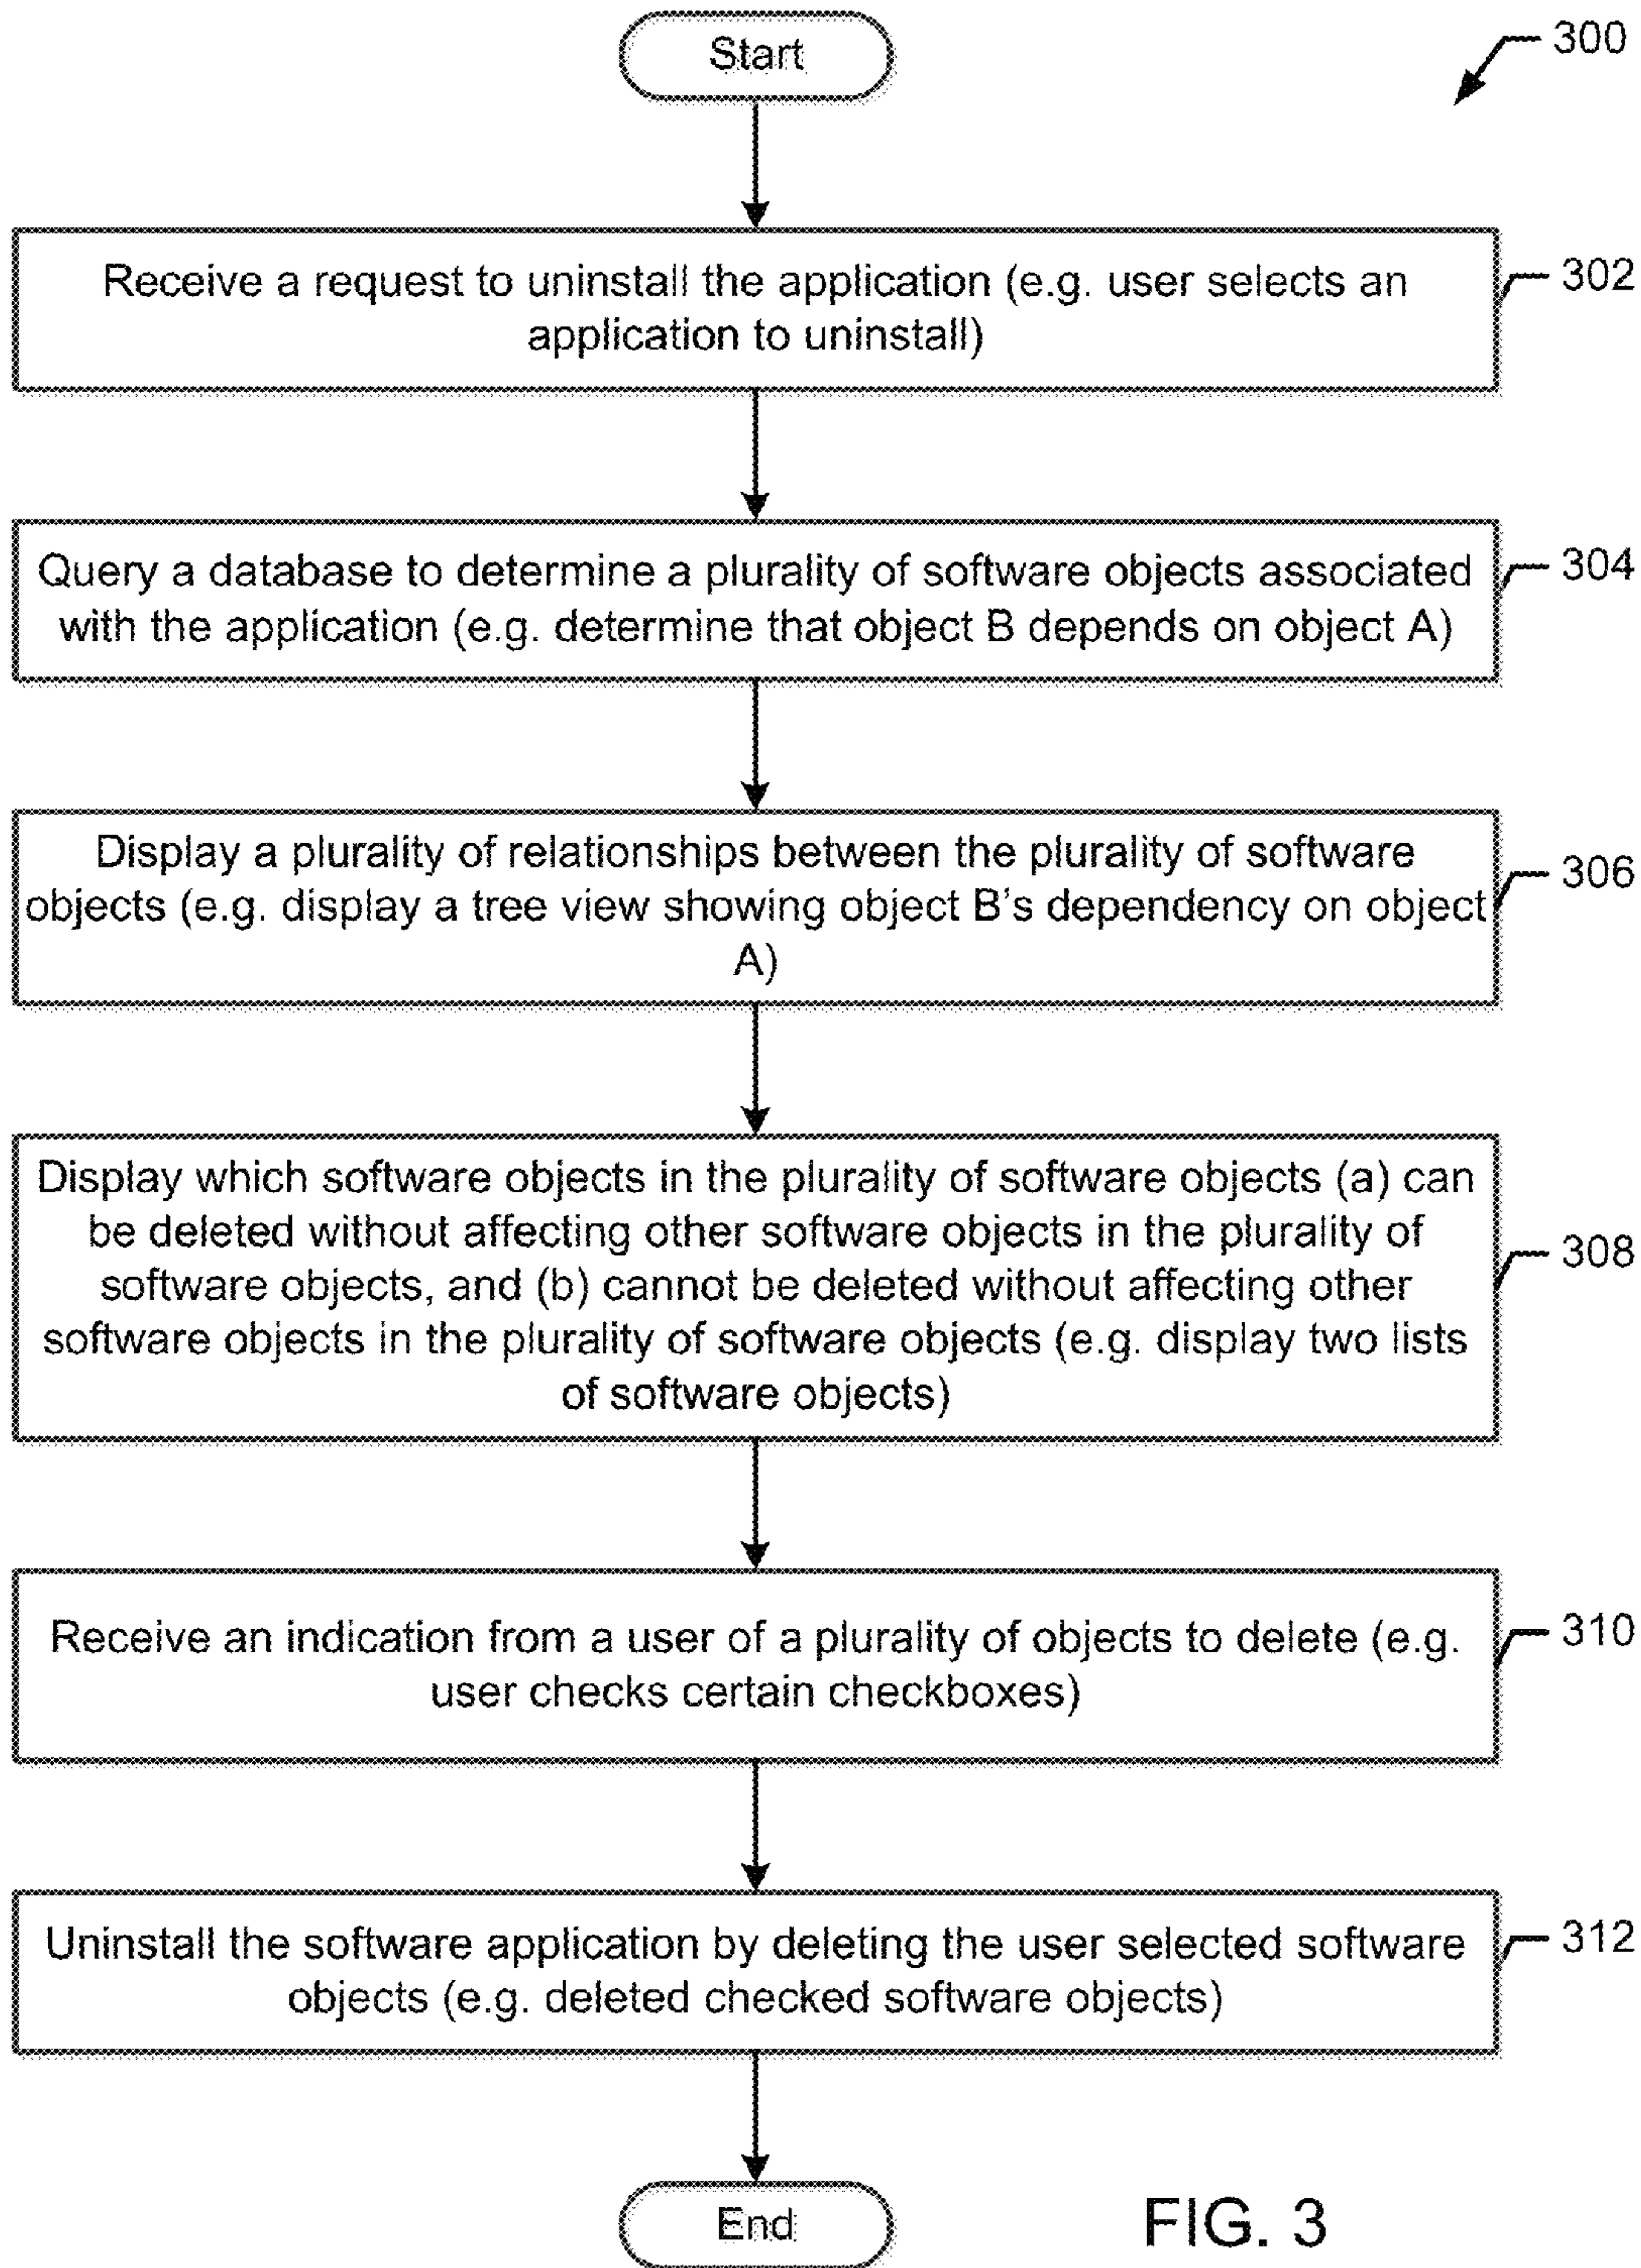 Start
300
Receive a request to uninstall the application (e.g. user selects an
application to uninstall)
302
Query a database to determine a plurality of software objects associated
with the application (e.g. determine that object B depends on object A)
304
Display a plurality of relationships between the plurality of software
objects (e.g. display a tree view showing object B's dependency on object
A)
306
Display which software objects in the plurality of software objects (a) can
be deleted without affecting other software objects in the plurality of
software objects, and (b) cannot be deleted without affecting other
software objects in the plurality of software objects (e.g. display two lists
of software objects)
308
Receive an indication from a user of a plurality of objects to delete (e.g.
user checks certain checkboxes)
310
Uninstall the software application by deleting the user selected software
objects (e.g. deleted checked software objects)
312
End
FIG. 3